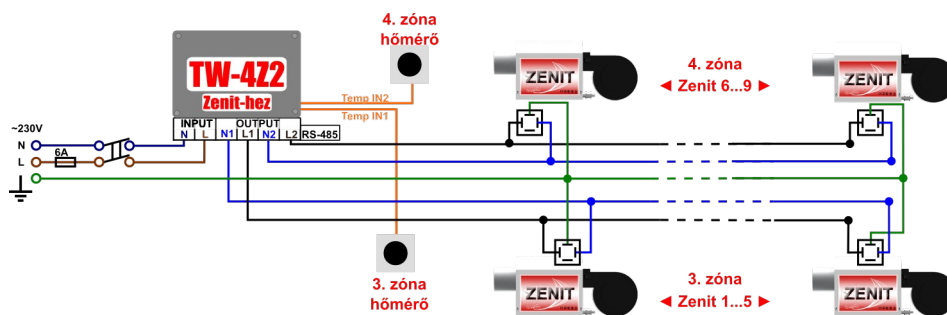 4. zóna
hőmérő
TW-4Z2
Zenit-hez
Temp IN2
Temp IN1
INPUT
OUTPUT
N L N1 L1 N2 L2 RS-485
~230V
N
L
6A
ZENIT
4. zóna
◄ Zenit 6...9 ►
ZENIT
3. zóna
hőmérő
ZENIT
3. zóna
◄ Zenit 1...5 ►
ZENIT